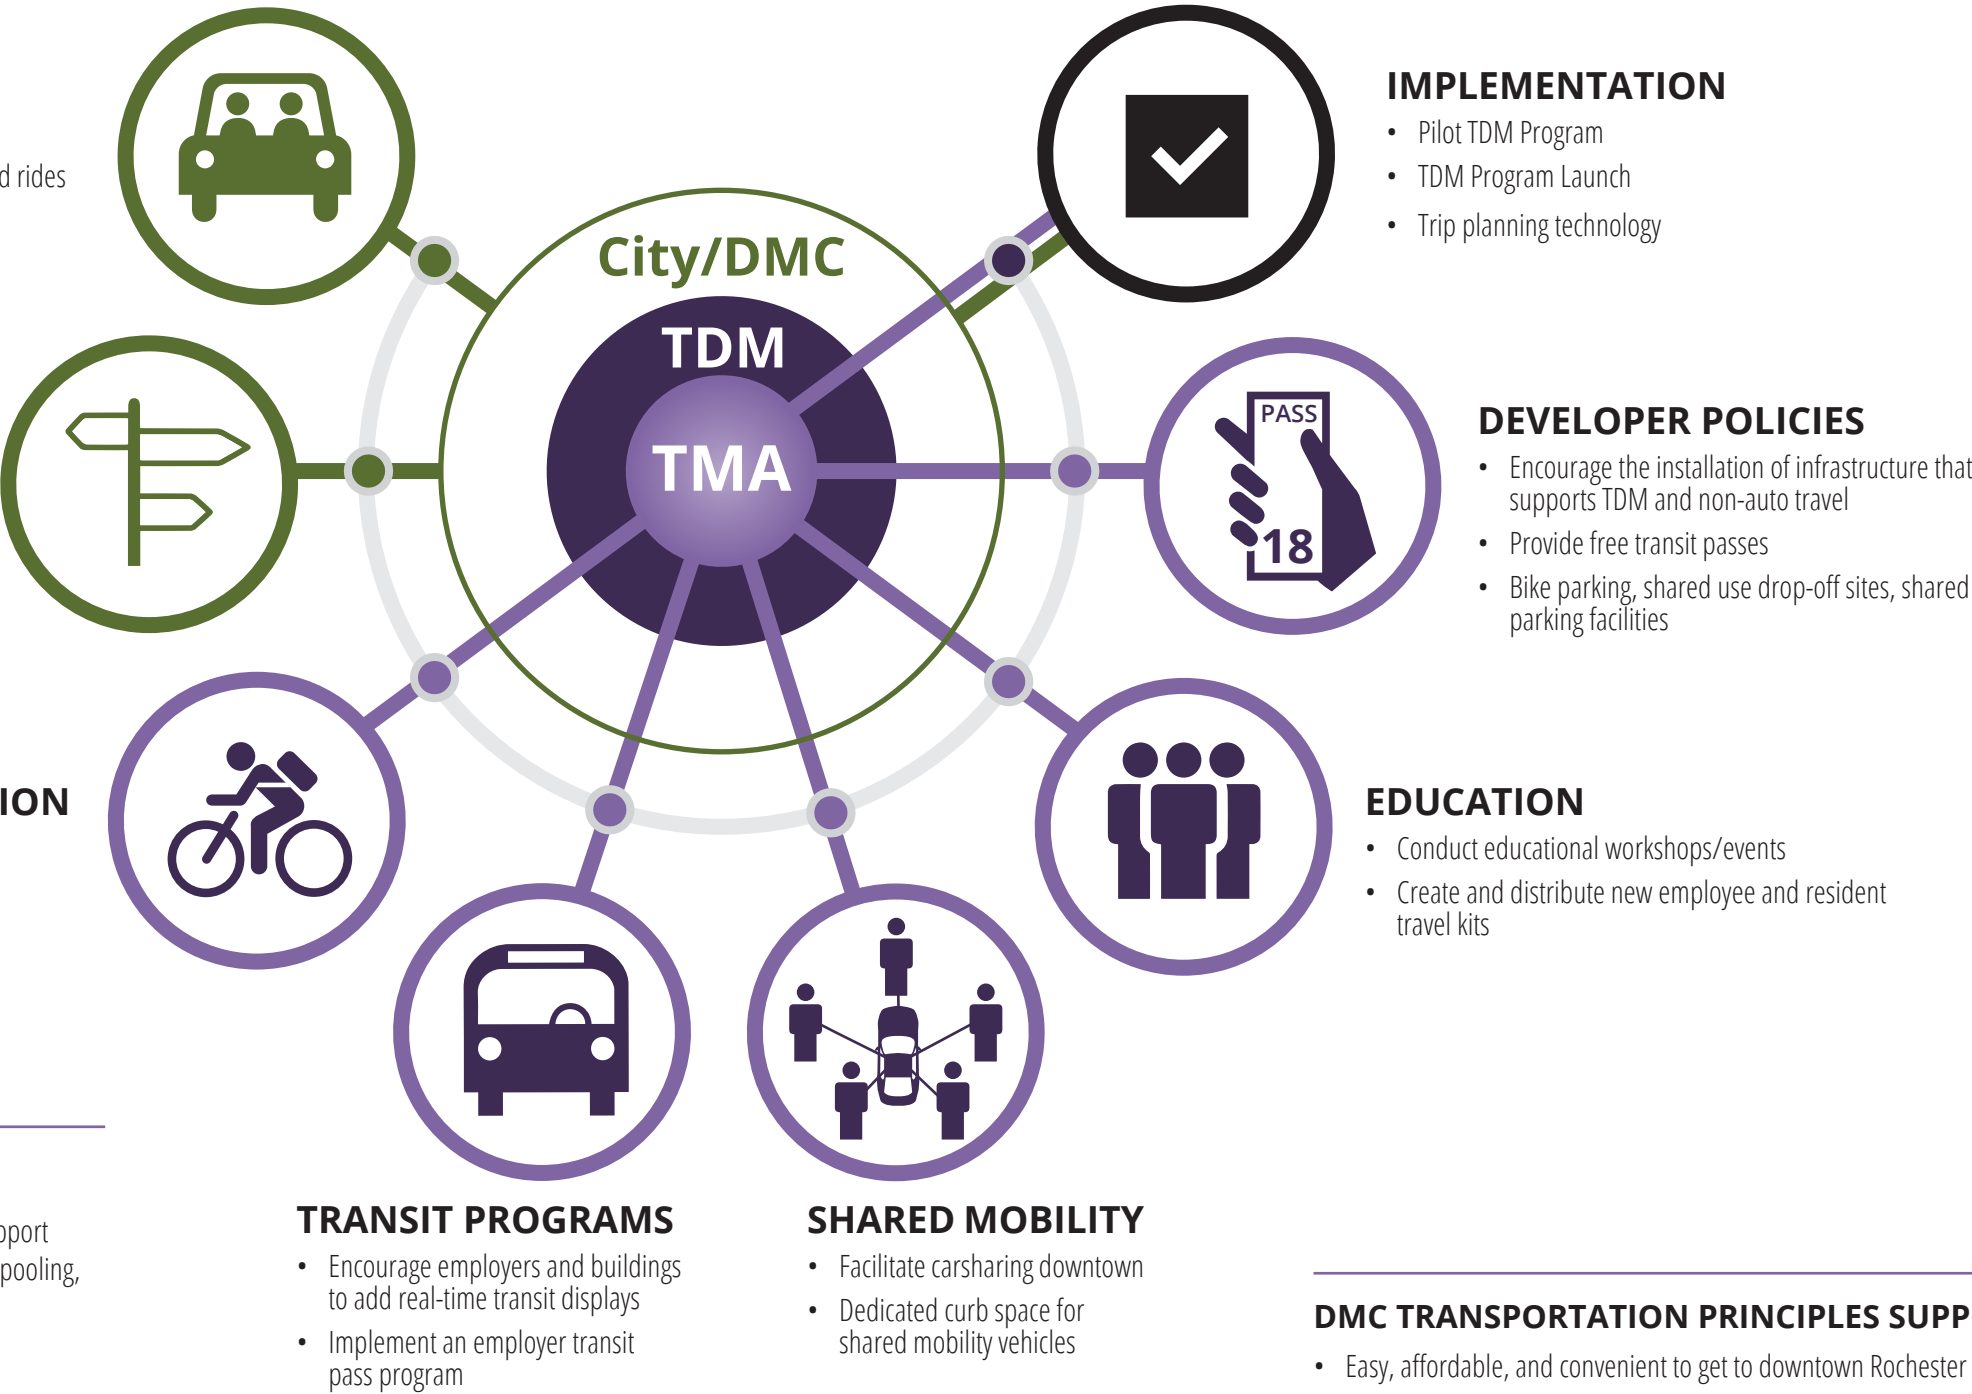 d rides
City/DMC
TDM
TMA
IMPLEMENTATION
• Pilot TDM Program
• TDM Program Launch
• Trip planning technology
PASS
18
DEVELOPER POLICIES
• Encourage the installation of infrastructure that
supports TDM and non-auto travel
• Provide free transit passes
• Bike parking, shared use drop-off sites, shared
parking facilities
ION
EDUCATION
• Conduct educational workshops/events
• Create and distribute new employee and resident
travel kits
pport
pooling,
TRANSIT PROGRAMS
• Encourage employers and buildings
to add real-time transit displays
• Implement an employer transit
pass program
SHARED MOBILITY
• Facilitate carsharing downtown
• Dedicated curb space for
shared mobility vehicles
DMC TRANSPORTATION PRINCIPLES SUPP
• Easy, affordable, and convenient to get to downtown Rochester